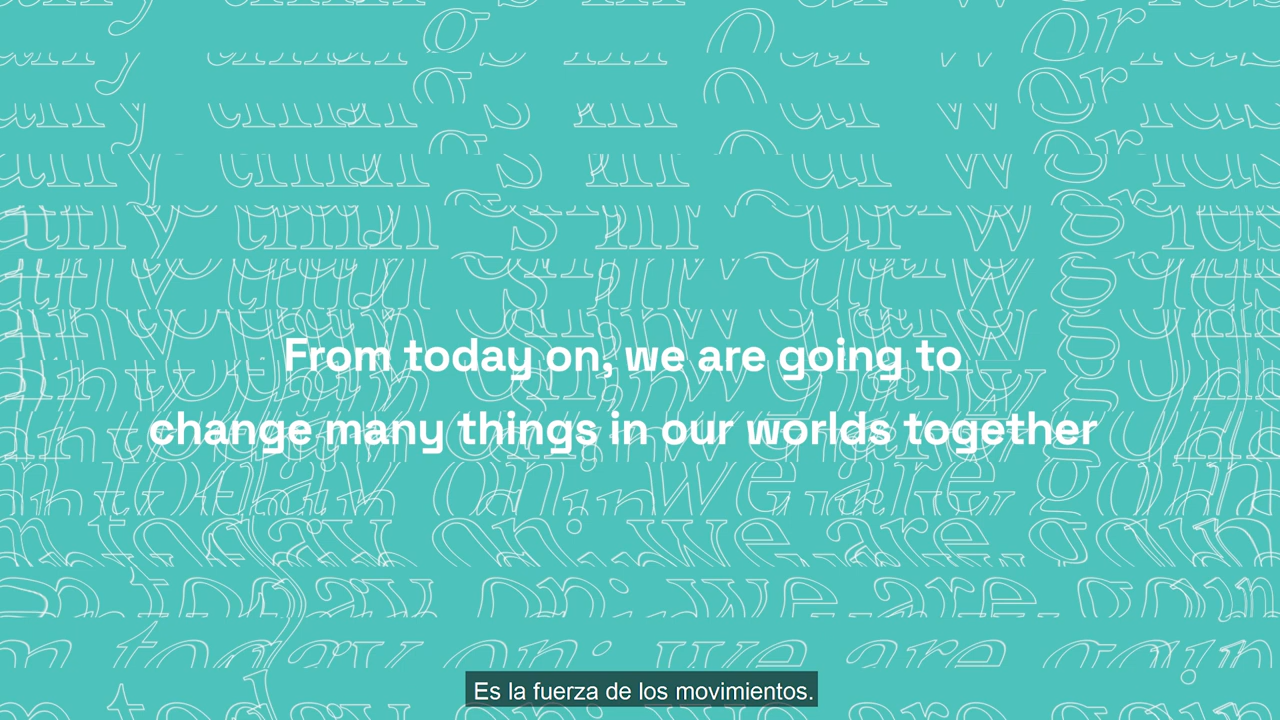 From today on, we are going to
change many things in our worlds together
Es la fuerza de los movimientos.